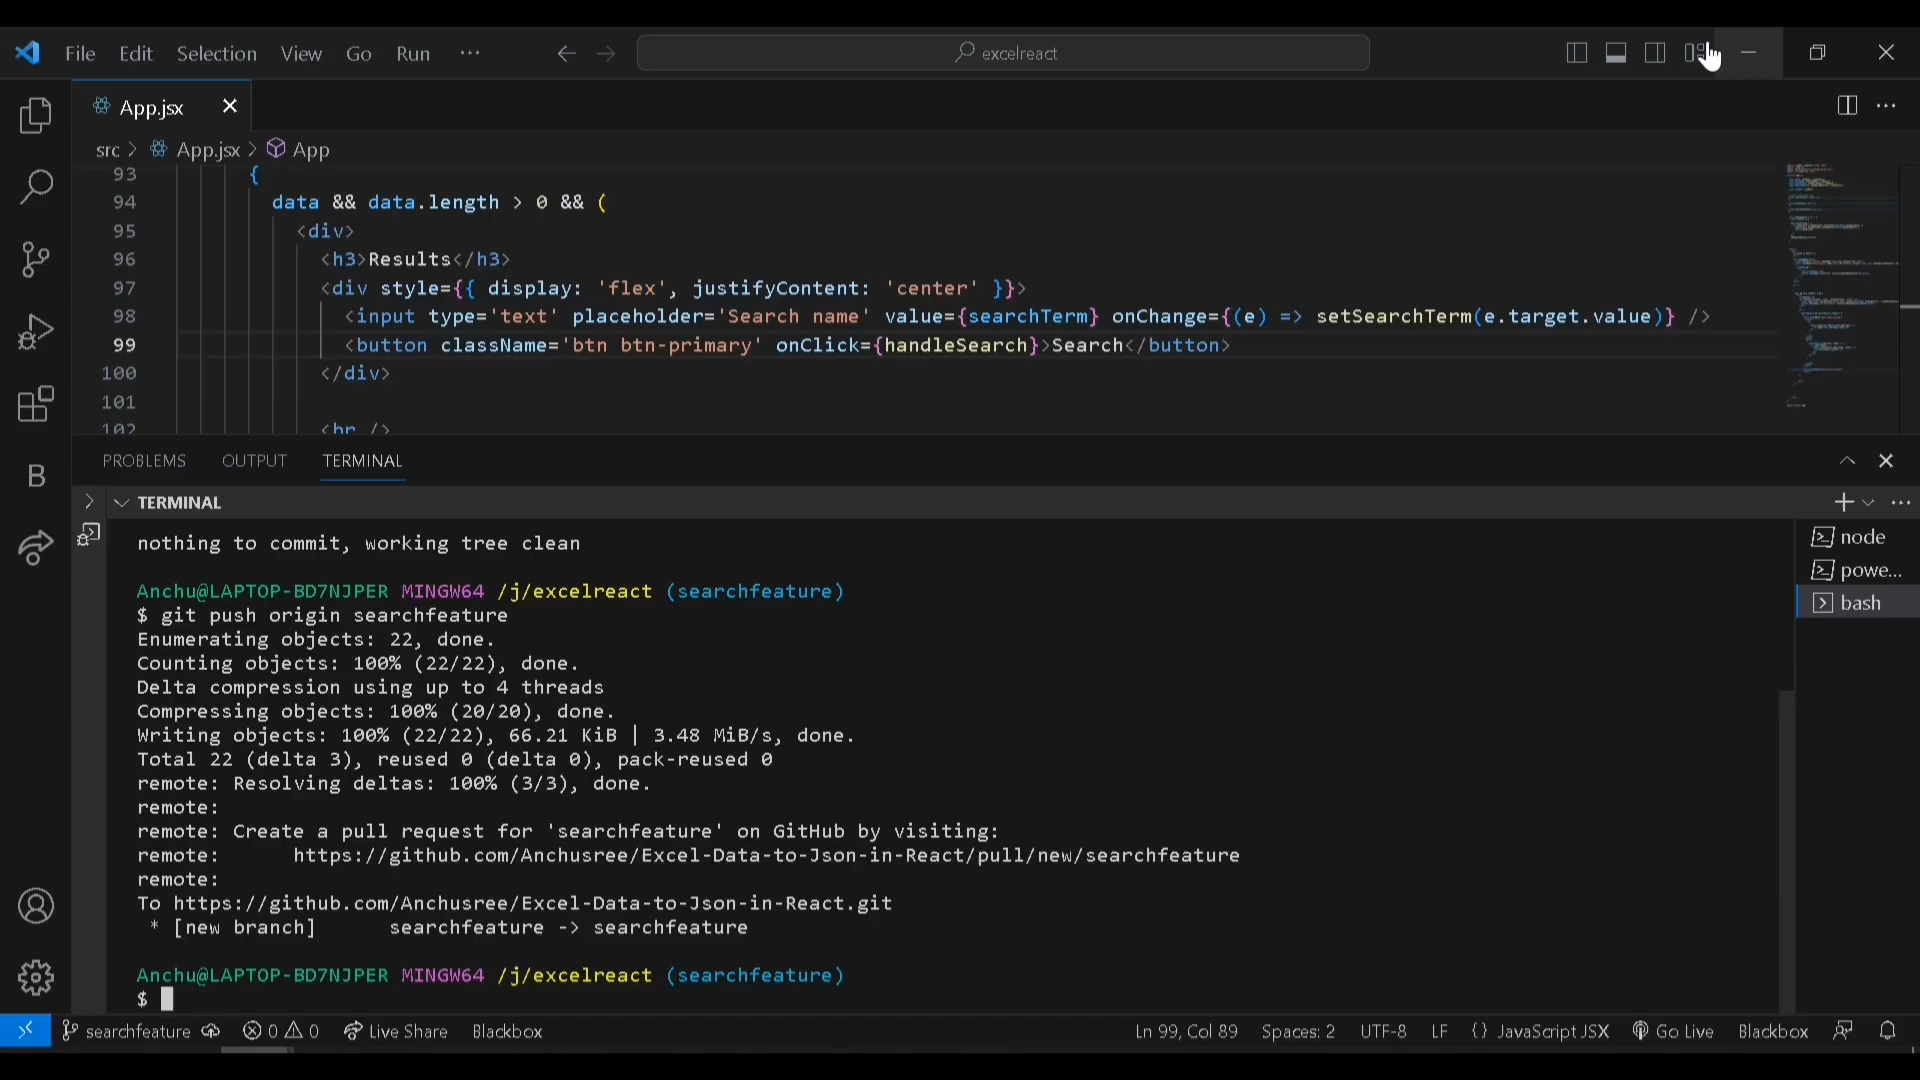 File Edit Selection View Go Run ··· excelreact
App.jsx
src > App.jsx > App
93 {
94 data && data.length > 0 && (
95 <div>
96 <h3>Results</h3>
97 <div style={{ display: 'flex', justifyContent: 'center' }}>
98 <input type='text' placeholder='Search name' value={searchTerm} onChange={(e) => setSearchTerm(e.target.value)} />
99 <button className='btn btn-primary' onClick={handleSearch}>Search</button>
100 </div>
101
102 <hr />
PROBLEMS OUTPUT TERMINAL
TERMINAL
nothing to commit, working tree clean
Anchu@LAPTOP-BD7NJPER MINGW64 /j/excelreact (searchfeature)
$ git push origin searchfeature
Enumerating objects: 22, done.
Counting objects: 100% (22/22), done.
Delta compression using up to 4 threads
Compressing objects: 100% (20/20), done.
Writing objects: 100% (22/22), 66.21 KiB | 3.48 MiB/s, done.
Total 22 (delta 3), reused 0 (delta 0), pack-reused 0
remote: Resolving deltas: 100% (3/3), done.
remote:
remote: Create a pull request for 'searchfeature' on GitHub by visiting:
remote:      https://github.com/Anchusree/Excel-Data-to-Json-in-React/pull/new/searchfeature
remote:
To https://github.com/Anchusree/Excel-Data-to-Json-in-React.git
 * [new branch]      searchfeature -> searchfeature
Anchu@LAPTOP-BD7NJPER MINGW64 /j/excelreact (searchfeature)
$
node
powe...
bash
B
searchfeature 0 0 Live Share Blackbox Ln 99, Col 89 Spaces: 2 UTF-8 LF {} JavaScript JSX Go Live Blackbox